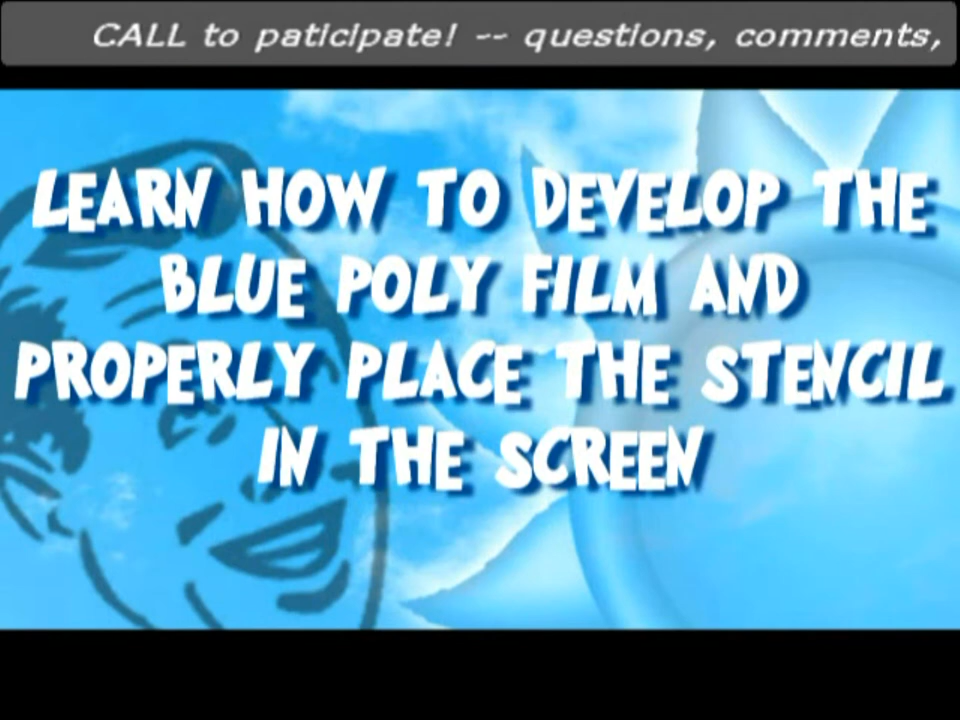 CALL to paticipate! -- questions, comments,
LEARN HOW TO DEVELOP THE
BLUE POLY FILM AND
PROPERLY PLACE THE STENCIL
IN THE SCREEN